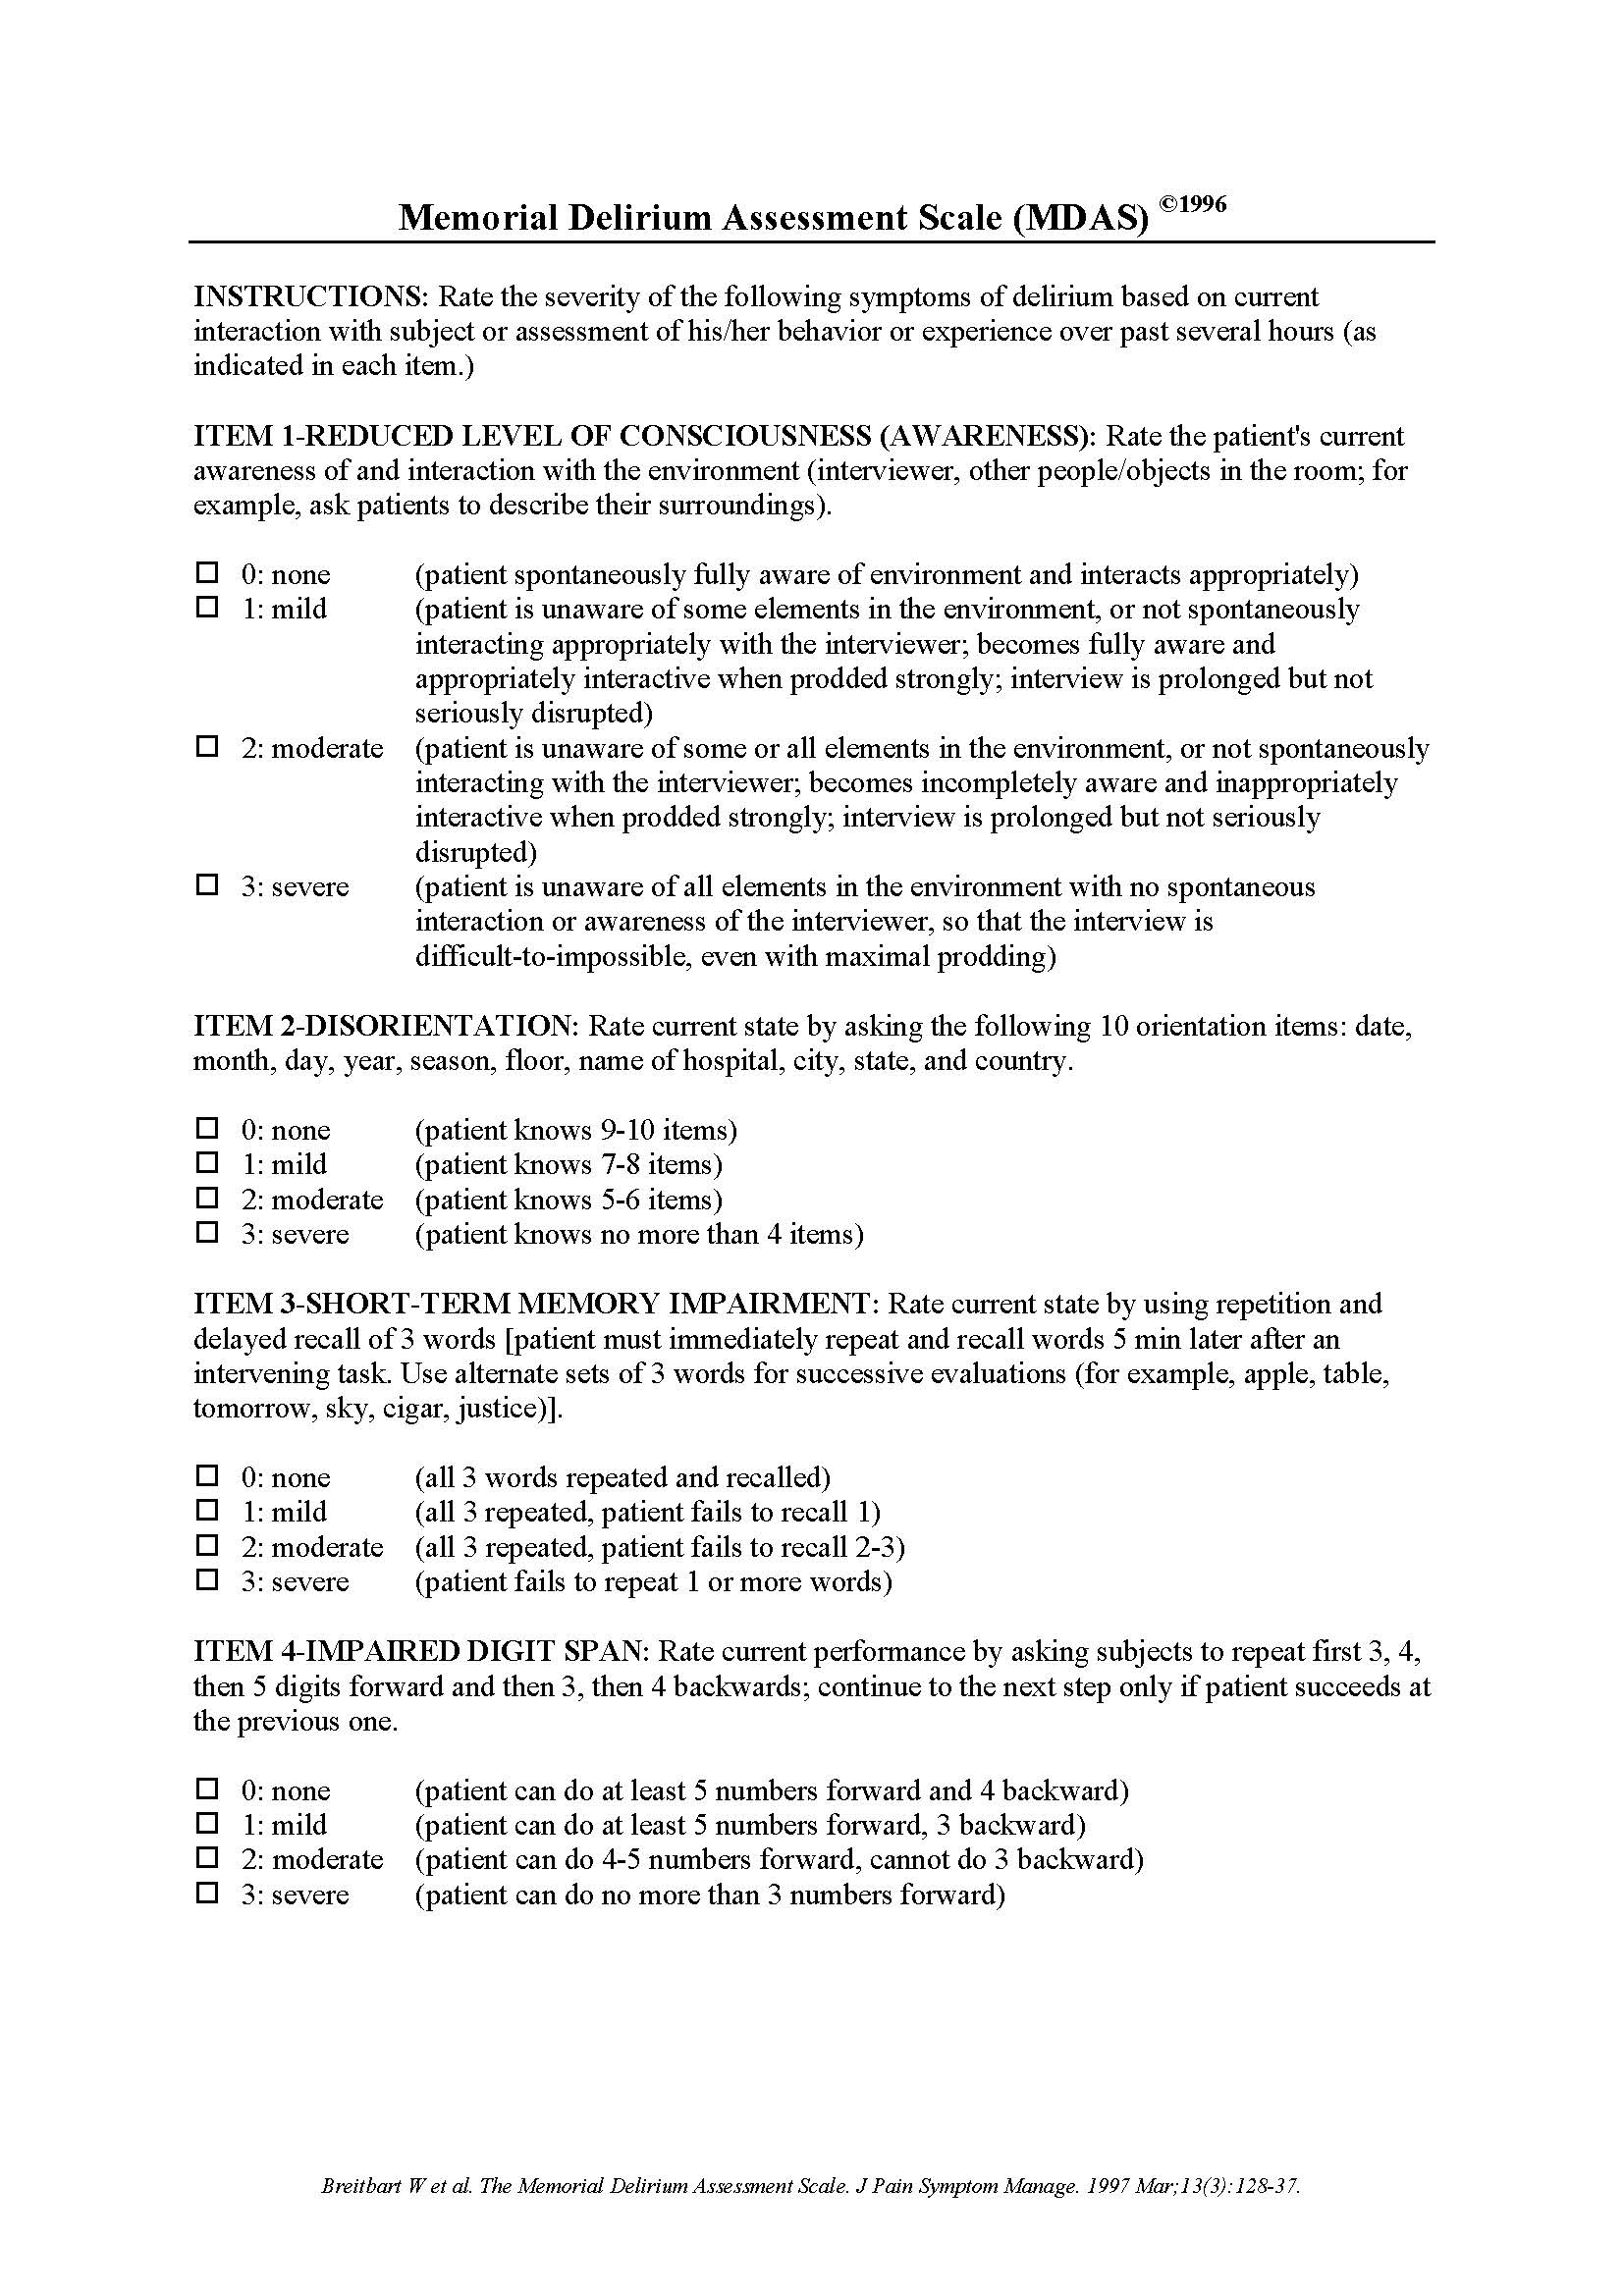 Memorial Delirium Assessment Scale (MDAS) ©1996
INSTRUCTIONS: Rate the severity of the following symptoms of delirium based on current
interaction with subject or assessment of his/her behavior or experience over past several hours (as
indicated in each item.)
ITEM 1-REDUCED LEVEL OF CONSCIOUSNESS (AWARENESS): Rate the patient's current
awareness of and interaction with the environment (interviewer, other people/objects in the room; for
example, ask patients to describe their surroundings).
☐ 0: none (patient spontaneously fully aware of environment and interacts appropriately)
☐ 1: mild (patient is unaware of some elements in the environment, or not spontaneously
interacting appropriately with the interviewer; becomes fully aware and
appropriately interactive when prodded strongly; interview is prolonged but not
seriously disrupted)
☐ 2: moderate (patient is unaware of some or all elements in the environment, or not spontaneously
interacting with the interviewer; becomes incompletely aware and inappropriately
interactive when prodded strongly; interview is prolonged but not seriously
disrupted)
☐ 3: severe (patient is unaware of all elements in the environment with no spontaneous
interaction or awareness of the interviewer, so that the interview is
difficult-to-impossible, even with maximal prodding)
ITEM 2-DISORIENTATION: Rate current state by asking the following 10 orientation items: date,
month, day, year, season, floor, name of hospital, city, state, and country.
☐ 0: none (patient knows 9-10 items)
☐ 1: mild (patient knows 7-8 items)
☐ 2: moderate (patient knows 5-6 items)
☐ 3: severe (patient knows no more than 4 items)
ITEM 3-SHORT-TERM MEMORY IMPAIRMENT: Rate current state by using repetition and
delayed recall of 3 words [patient must immediately repeat and recall words 5 min later after an
intervening task. Use alternate sets of 3 words for successive evaluations (for example, apple, table,
tomorrow, sky, cigar, justice)].
☐ 0: none (all 3 words repeated and recalled)
☐ 1: mild (all 3 repeated, patient fails to recall 1)
☐ 2: moderate (all 3 repeated, patient fails to recall 2-3)
☐ 3: severe (patient fails to repeat 1 or more words)
ITEM 4-IMPAIRED DIGIT SPAN: Rate current performance by asking subjects to repeat first 3, 4,
then 5 digits forward and then 3, then 4 backwards; continue to the next step only if patient succeeds at
the previous one.
☐ 0: none (patient can do at least 5 numbers forward and 4 backward)
☐ 1: mild (patient can do at least 5 numbers forward, 3 backward)
☐ 2: moderate (patient can do 4-5 numbers forward, cannot do 3 backward)
☐ 3: severe (patient can do no more than 3 numbers forward)
Breitbart W et al. The Memorial Delirium Assessment Scale. J Pain Symptom Manage. 1997 Mar;13(3):128-37.